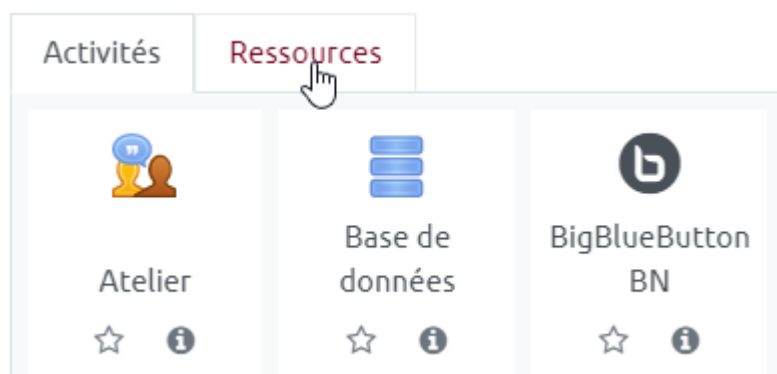 Activités Ressources
Atelier
Base de
données
BigBlueButton
BN